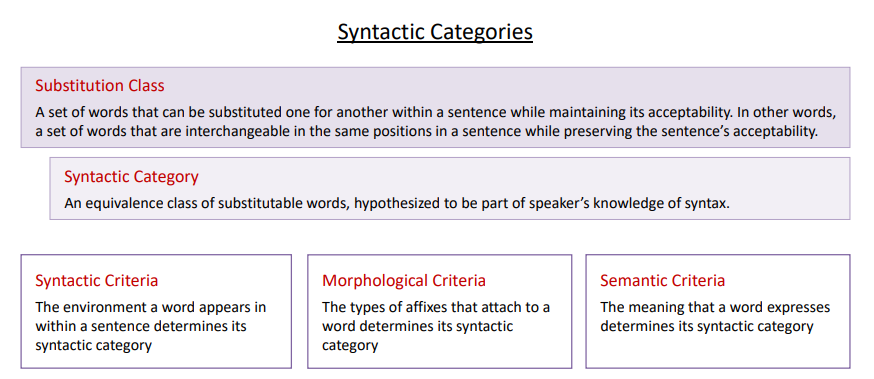 Syntactic Categories
Substitution Class
A set of words that can be substituted one for another within a sentence while maintaining its acceptability. In other words,
a set of words that are interchangeable in the same positions in a sentence while preserving the sentence’s acceptability.
Syntactic Category
An equivalence class of substitutable words, hypothesized to be part of speaker’s knowledge of syntax.
Syntactic Criteria
The environment a word appears in
within a sentence determines its
syntactic category
Morphological Criteria
The types of affixes that attach to a
word determines its syntactic
category
Semantic Criteria
The meaning that a word expresses
determines its syntactic category